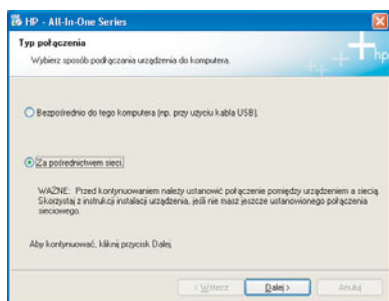 HP - All-In-One Series
Typ połączenia
Wybierz sposób podłączania urządzenia do komputera.
hp
Bezpośrednio do tego komputera (np. przy użyciu kabla USB).
Za pośrednictwem sieci.
WAŻNE: Przed kontynuowaniem należy ustanowić połączenie pomiędzy urządzeniem a siecią.
Skorzystaj z instrukcji instalacji urządzenia, jeśli nie masz jeszcze ustanowionego połączenia
sieciowego.
Aby kontynuować, kliknij przycisk Dalej.
< Wstecz Dalej > Anuluj